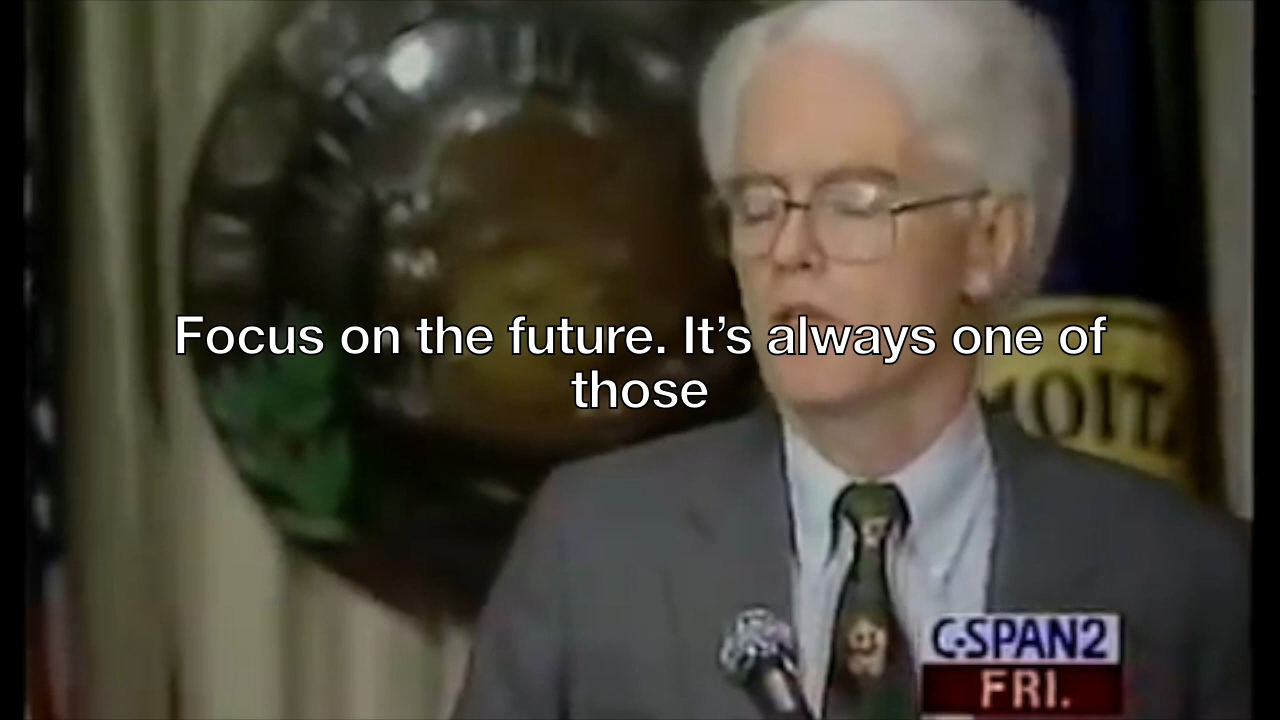 Focus on the future. It’s always one of
those
C-SPAN2
FRI.